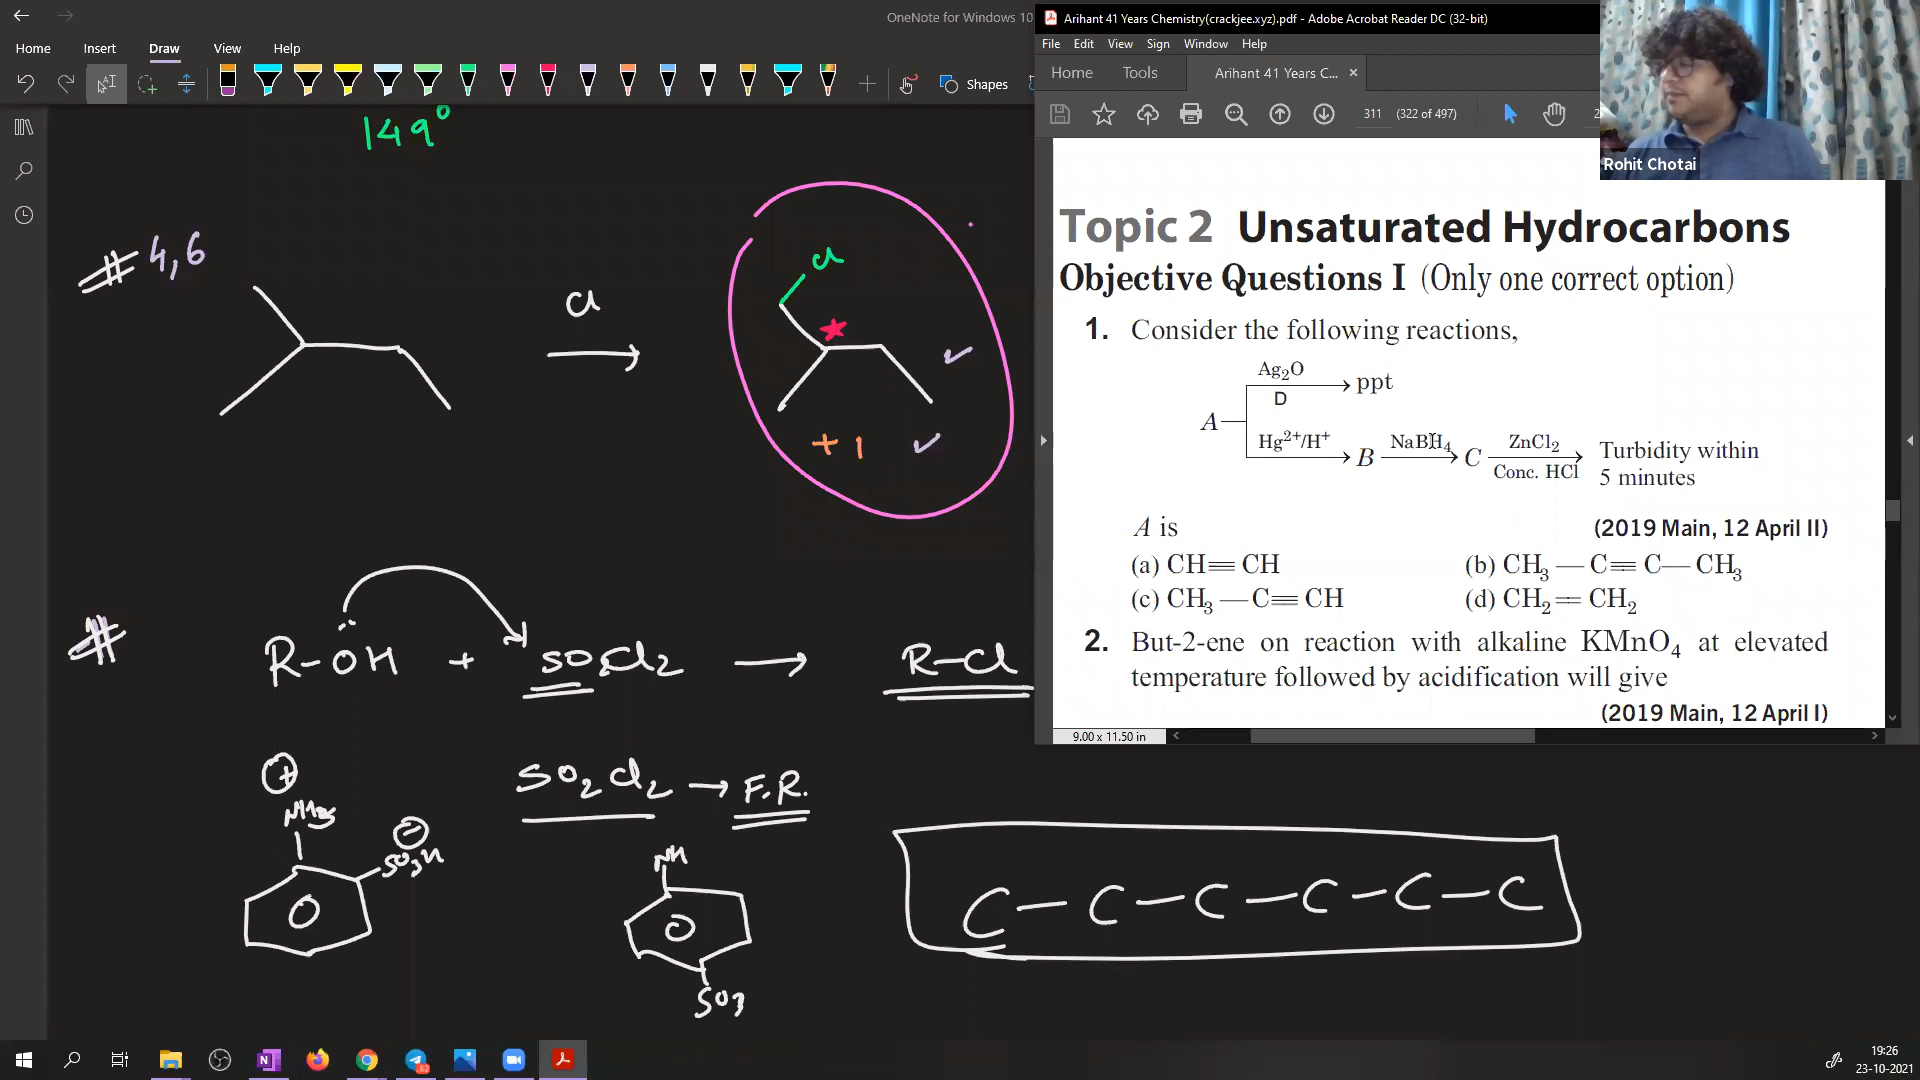 OneNote for Windows 10
Home Insert Draw View Help
Shapes
149°
# 4,6
Cl
Cl
+1
# R-ÖH + SOCl2 → R-Cl
SO2Cl2 → F.R.
+
NH3
-
SO3H
NH
SO3
C-C-C-C-C-C
Arihant 41 Years Chemistry(crackjee.xyz).pdf - Adobe Acrobat Reader DC (32-bit)
File Edit View Sign Window Help
Home Tools Arihant 41 Years C... ×
311 (322 of 497)
Rohit Chotai
Topic 2 Unsaturated Hydrocarbons
Objective Questions I (Only one correct option)
1. Consider the following reactions,
Ag2O
ppt
D
A
Hg2+/H+ B NaBH4 C ZnCl2 Turbidity within
Conc. HCl 5 minutes
A is (2019 Main, 12 April II)
(a) CH≡CH (b) CH3—C≡C—CH3
(c) CH3—C≡CH (d) CH2=CH2
2. But-2-ene on reaction with alkaline KMnO4 at elevated
temperature followed by acidification will give
(2019 Main, 12 April I)
9.00 x 11.50 in
19:26
23-10-2021